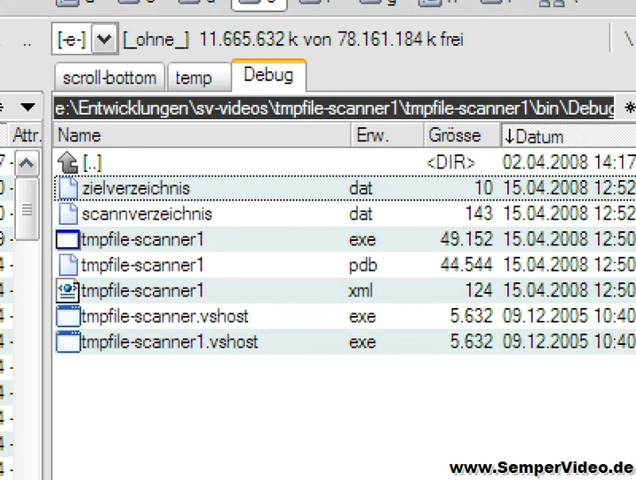 .. [-e-] [_ohne_] 11.665.632 k von 78.161.184 k frei \
scroll-bottom temp Debug
e:\Entwicklungen\sv-videos\tmpfile-scanner1\tmpfile-scanner1\bin\Debug *
Attr. Name Erw. Grösse ↓Datum
[..] <DIR> 02.04.2008 14:17
zielverzeichnis dat 10 15.04.2008 12:52
scannverzeichnis dat 143 15.04.2008 12:52
tmpfile-scanner1 exe 49.152 15.04.2008 12:50
tmpfile-scanner1 pdb 44.544 15.04.2008 12:50
tmpfile-scanner1 xml 124 15.04.2008 12:50
tmpfile-scanner.vshost exe 5.632 09.12.2005 10:40
tmpfile-scanner1.vshost exe 5.632 09.12.2005 10:40
www.SemperVideo.de